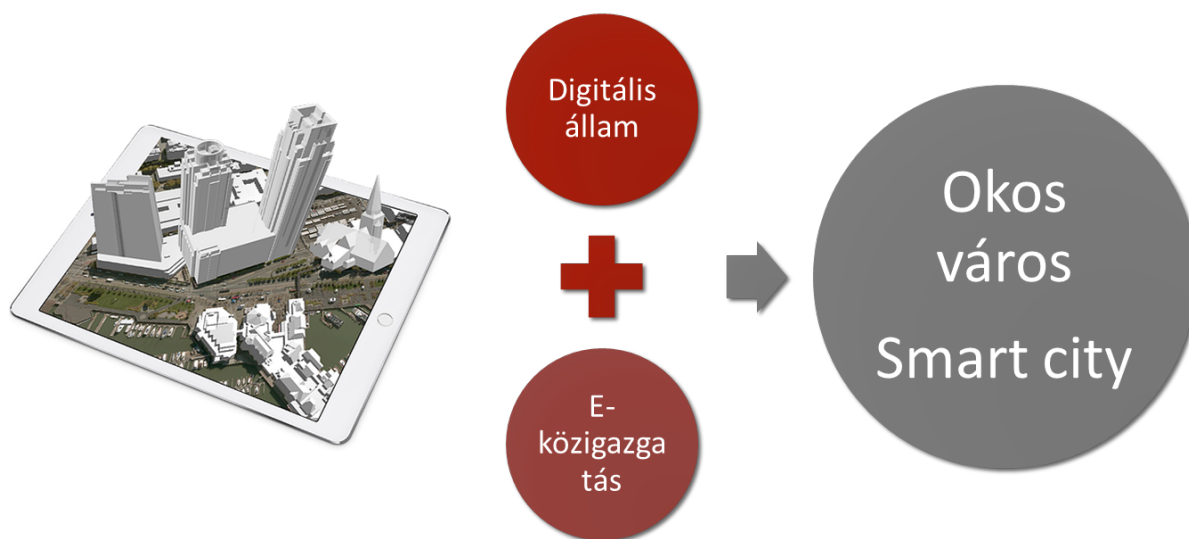 Digitális
állam
E-
közigazga
tás
Okos
város
Smart city